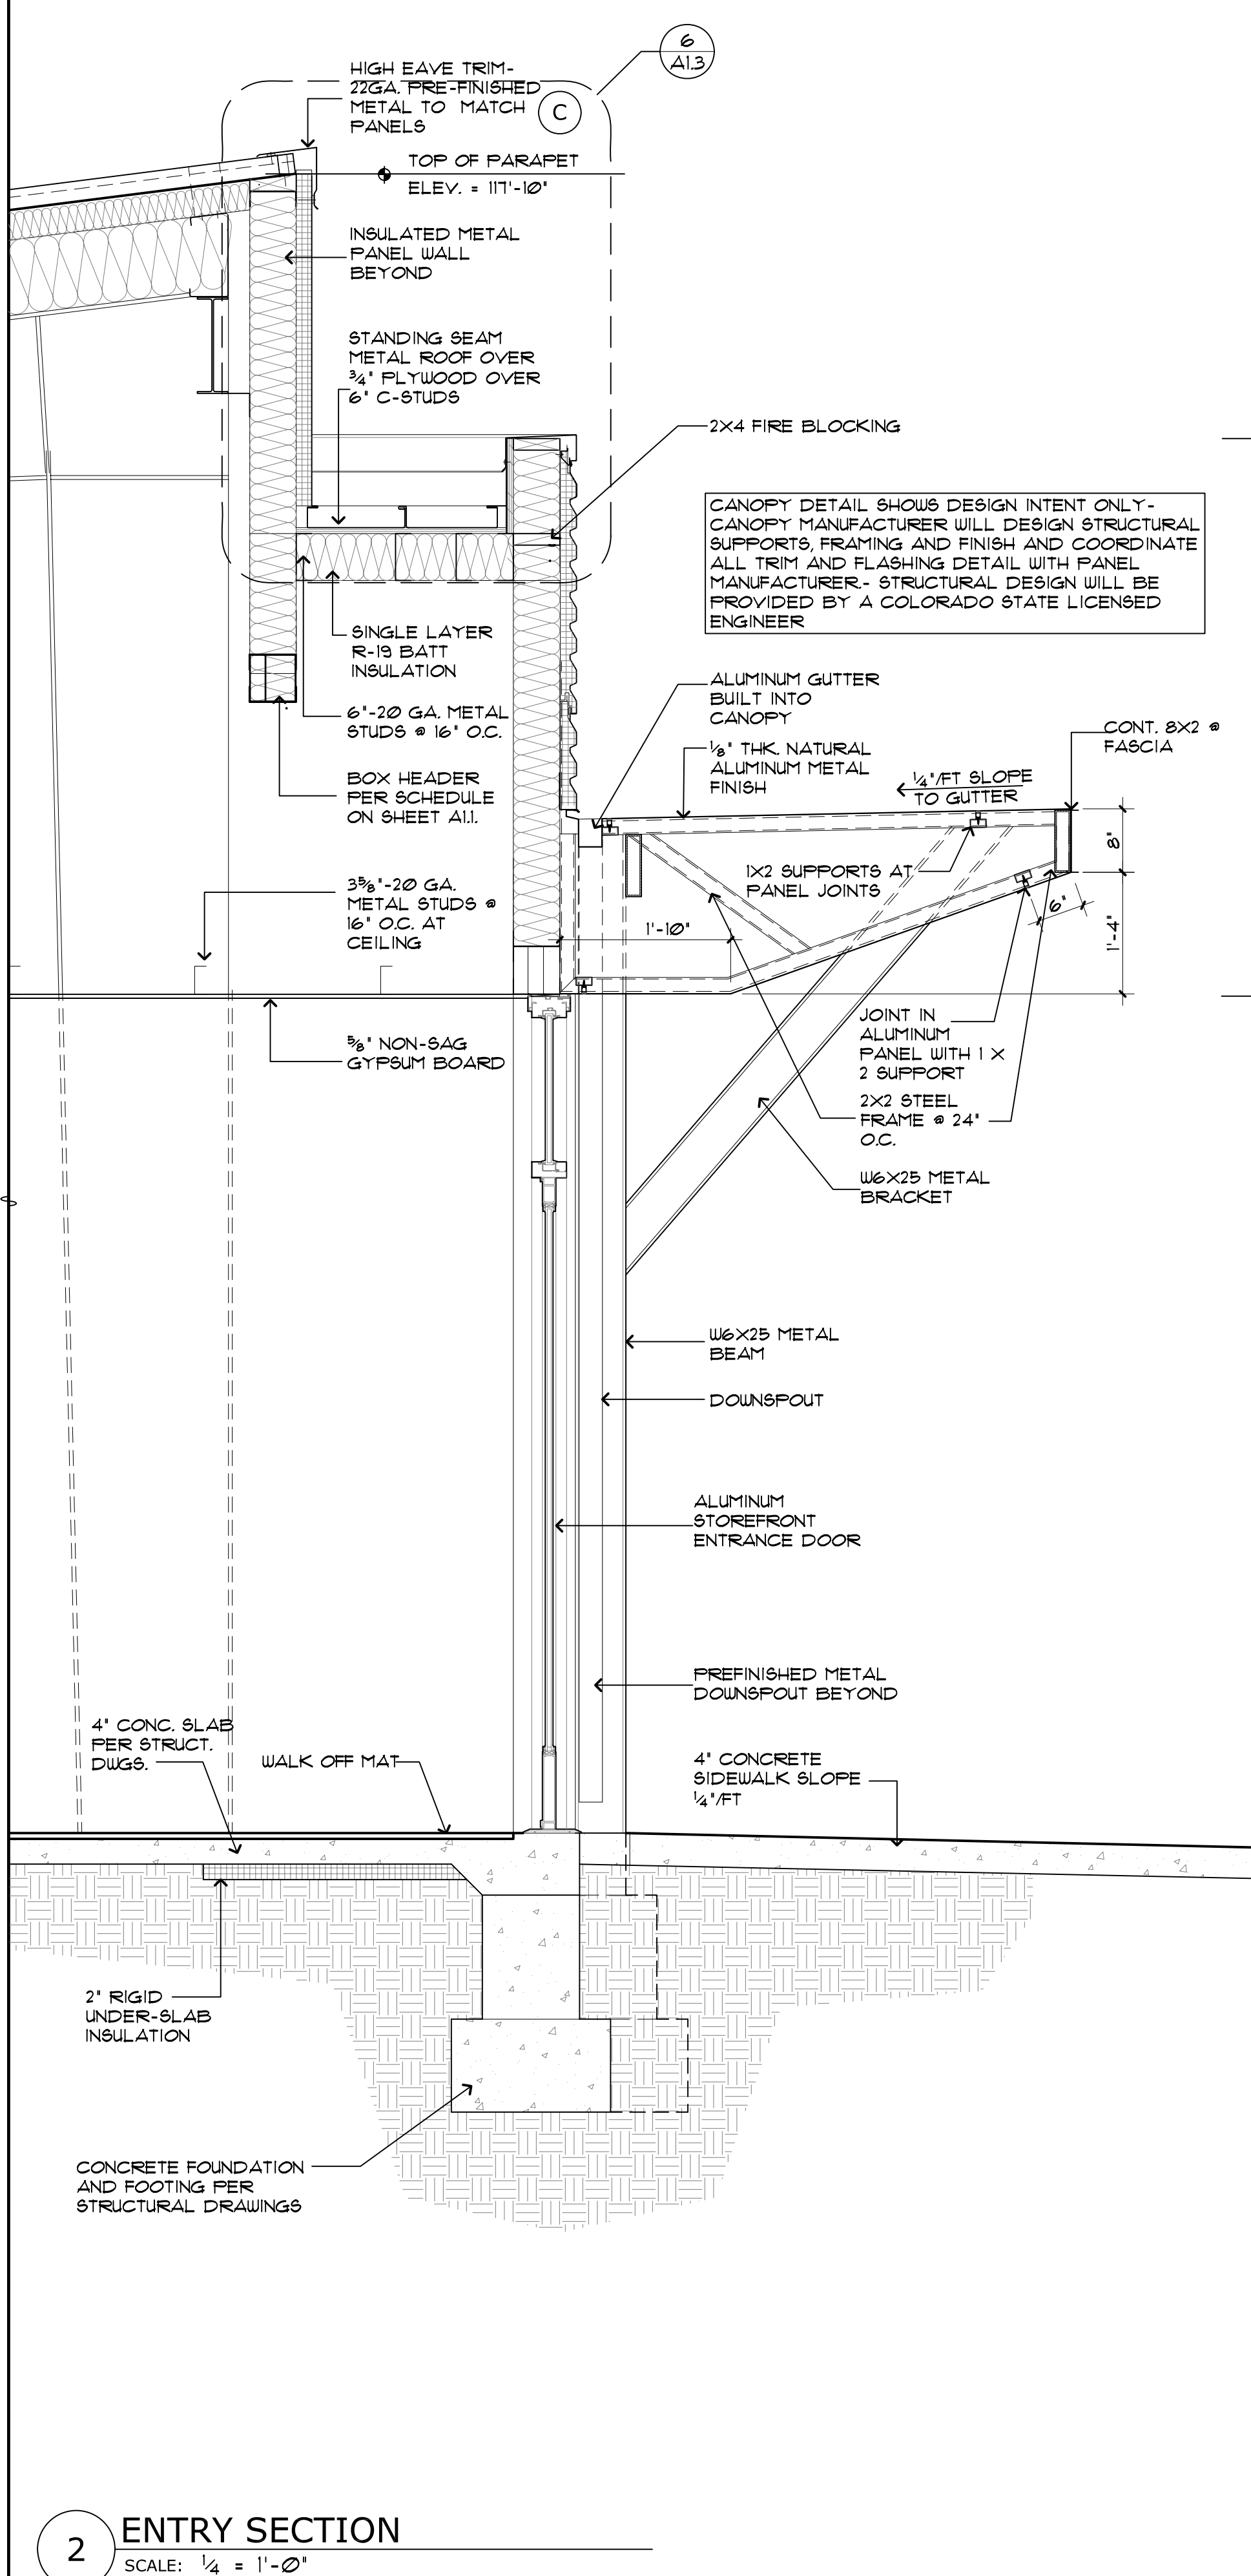 6
A1.3
HIGH EAVE TRIM-
22GA. PRE-FINISHED
METAL TO MATCH
PANELS
C
TOP OF PARAPET
ELEV. = 117'-10"
INSULATED METAL
PANEL WALL
BEYOND
STANDING SEAM
METAL ROOF OVER
3/4" PLYWOOD OVER
6" C-STUDS
2X4 FIRE BLOCKING
CANOPY DETAIL SHOWS DESIGN INTENT ONLY-
CANOPY MANUFACTURER WILL DESIGN STRUCTURAL
SUPPORTS, FRAMING AND FINISH AND COORDINATE
ALL TRIM AND FLASHING DETAIL WITH PANEL
MANUFACTURER.- STRUCTURAL DESIGN WILL BE
PROVIDED BY A COLORADO STATE LICENSED
ENGINEER
SINGLE LAYER
R-19 BATT
INSULATION
6"-20 GA. METAL
STUDS @ 16" O.C.
BOX HEADER
PER SCHEDULE
ON SHEET A1.1.
ALUMINUM GUTTER
BUILT INTO
CANOPY
1/8" THK. NATURAL
ALUMINUM METAL
FINISH
CONT. 8X2 @
FASCIA
1/4"/FT SLOPE
TO GUTTER
8"
1X2 SUPPORTS AT
PANEL JOINTS
3 5/8"-20 GA.
METAL STUDS @
16" O.C. AT
CEILING
1'-10"
6"
1'-4"
5/8" NON-SAG
GYPSUM BOARD
JOINT IN
ALUMINUM
PANEL WITH 1 X
2 SUPPORT
2X2 STEEL
FRAME @ 24"
O.C.
W6X25 METAL
BRACKET
W6X25 METAL
BEAM
DOWNSPOUT
ALUMINUM
STOREFRONT
ENTRANCE DOOR
PREFINISHED METAL
DOWNSPOUT BEYOND
4" CONC. SLAB
PER STRUCT.
DWGS.
WALK OFF MAT
4" CONCRETE
SIDEWALK SLOPE
1/4"/FT
2" RIGID
UNDER-SLAB
INSULATION
CONCRETE FOUNDATION
AND FOOTING PER
STRUCTURAL DRAWINGS
2
ENTRY SECTION
SCALE: 1/4 = 1'-0"